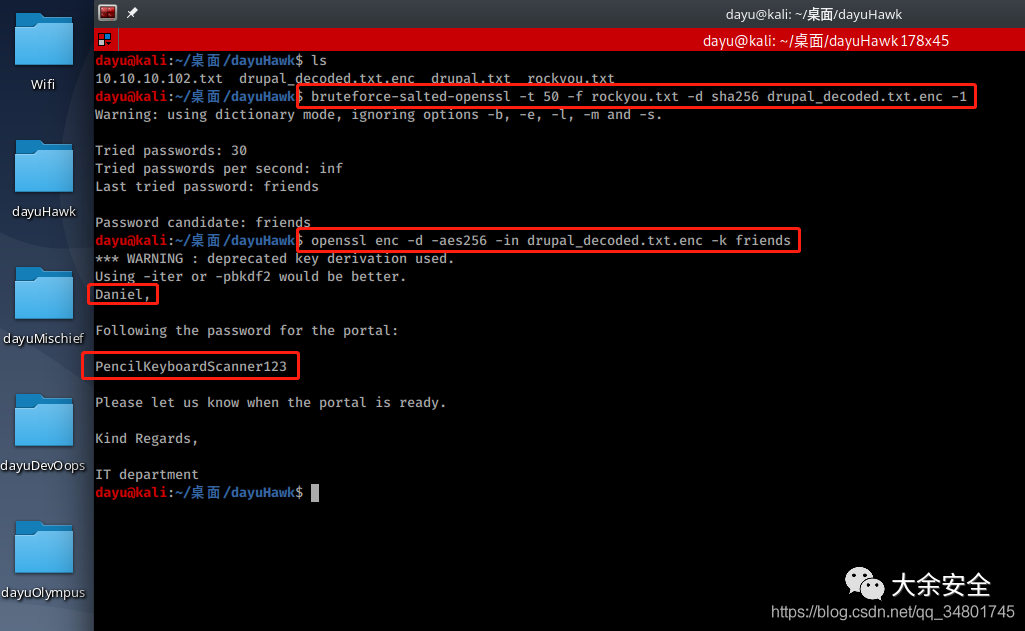 dayu@kali: ~/桌面/dayuHawk
dayu@kali: ~/桌面/dayuHawk 178x45
dayu@kali:~/桌面/dayuHawk$ ls
10.10.10.102.txt drupal_decoded.txt.enc drupal.txt rockyou.txt
dayu@kali:~/桌面/dayuHawk$ bruteforce-salted-openssl -t 50 -f rockyou.txt -d sha256 drupal_decoded.txt.enc -1
Warning: using dictionary mode, ignoring options -b, -e, -l, -m and -s.
Tried passwords: 30
Tried passwords per second: inf
Last tried password: friends
Password candidate: friends
dayu@kali:~/桌面/dayuHawk$ openssl enc -d -aes256 -in drupal_decoded.txt.enc -k friends
*** WARNING : deprecated key derivation used.
Using -iter or -pbkdf2 would be better.
Daniel,
Following the password for the portal:
PencilKeyboardScanner123
Please let us know when the portal is ready.
Kind Regards,
IT department
dayu@kali:~/桌面/dayuHawk$
Wifi
dayuHawk
dayuMischief
dayuDevOops
dayuOlympus
大余安全
https://blog.csdn.net/qq_34801745